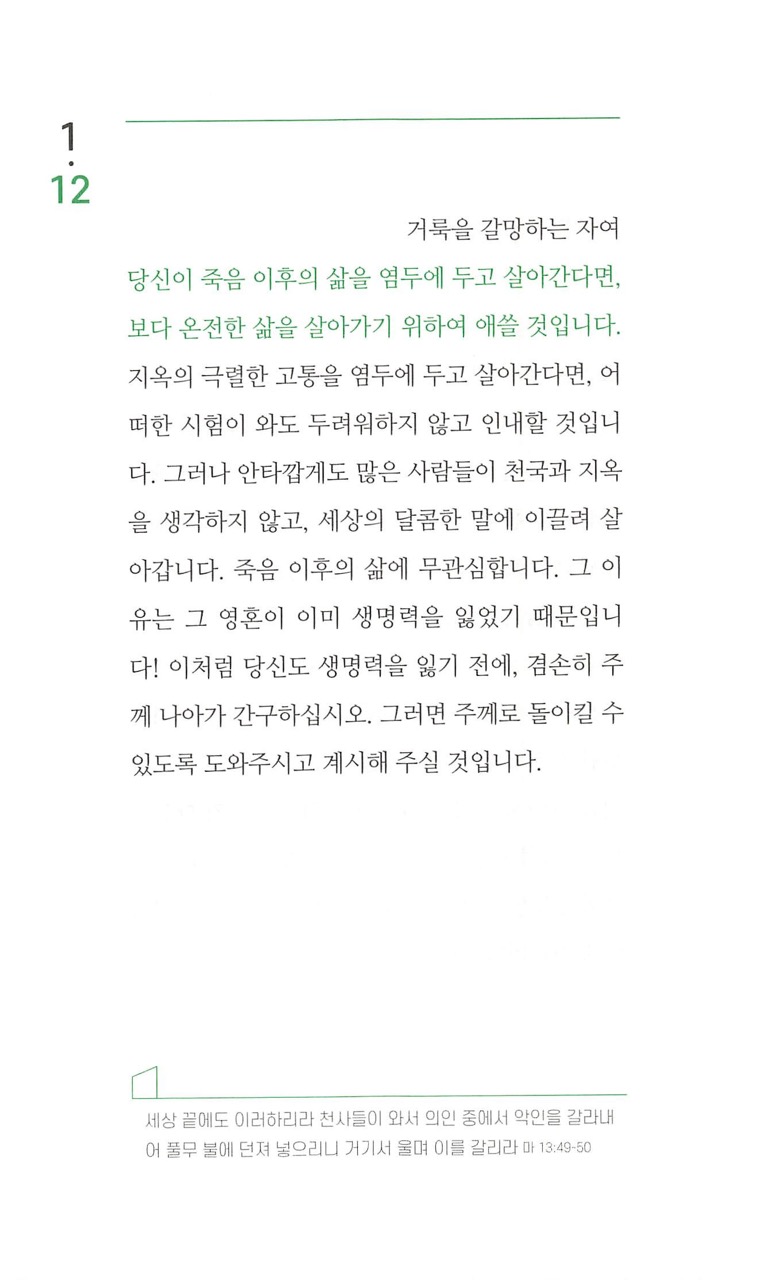 1
.
12
거룩을 갈망하는 자여
당신이 죽음 이후의 삶을 염두에 두고 살아간다면,
보다 온전한 삶을 살아가기 위하여 애쓸 것입니다.
지옥의 극렬한 고통을 염두에 두고 살아간다면, 어
떠한 시험이 와도 두려워하지 않고 인내할 것입니
다. 그러나 안타깝게도 많은 사람들이 천국과 지옥
을 생각하지 않고, 세상의 달콤한 말에 이끌려 살
아갑니다. 죽음 이후의 삶에 무관심합니다. 그 이
유는 그 영혼이 이미 생명력을 잃었기 때문입니
다! 이처럼 당신도 생명력을 잃기 전에, 겸손히 주
께 나아가 간구하십시오. 그러면 주께로 돌이킬 수
있도록 도와주시고 계시해 주실 것입니다.
세상 끝에도 이러하리라 천사들이 와서 의인 중에서 악인을 갈라내
어 풀무 불에 던져 넣으리니 거기서 울며 이를 갈리라 마 13:49-50